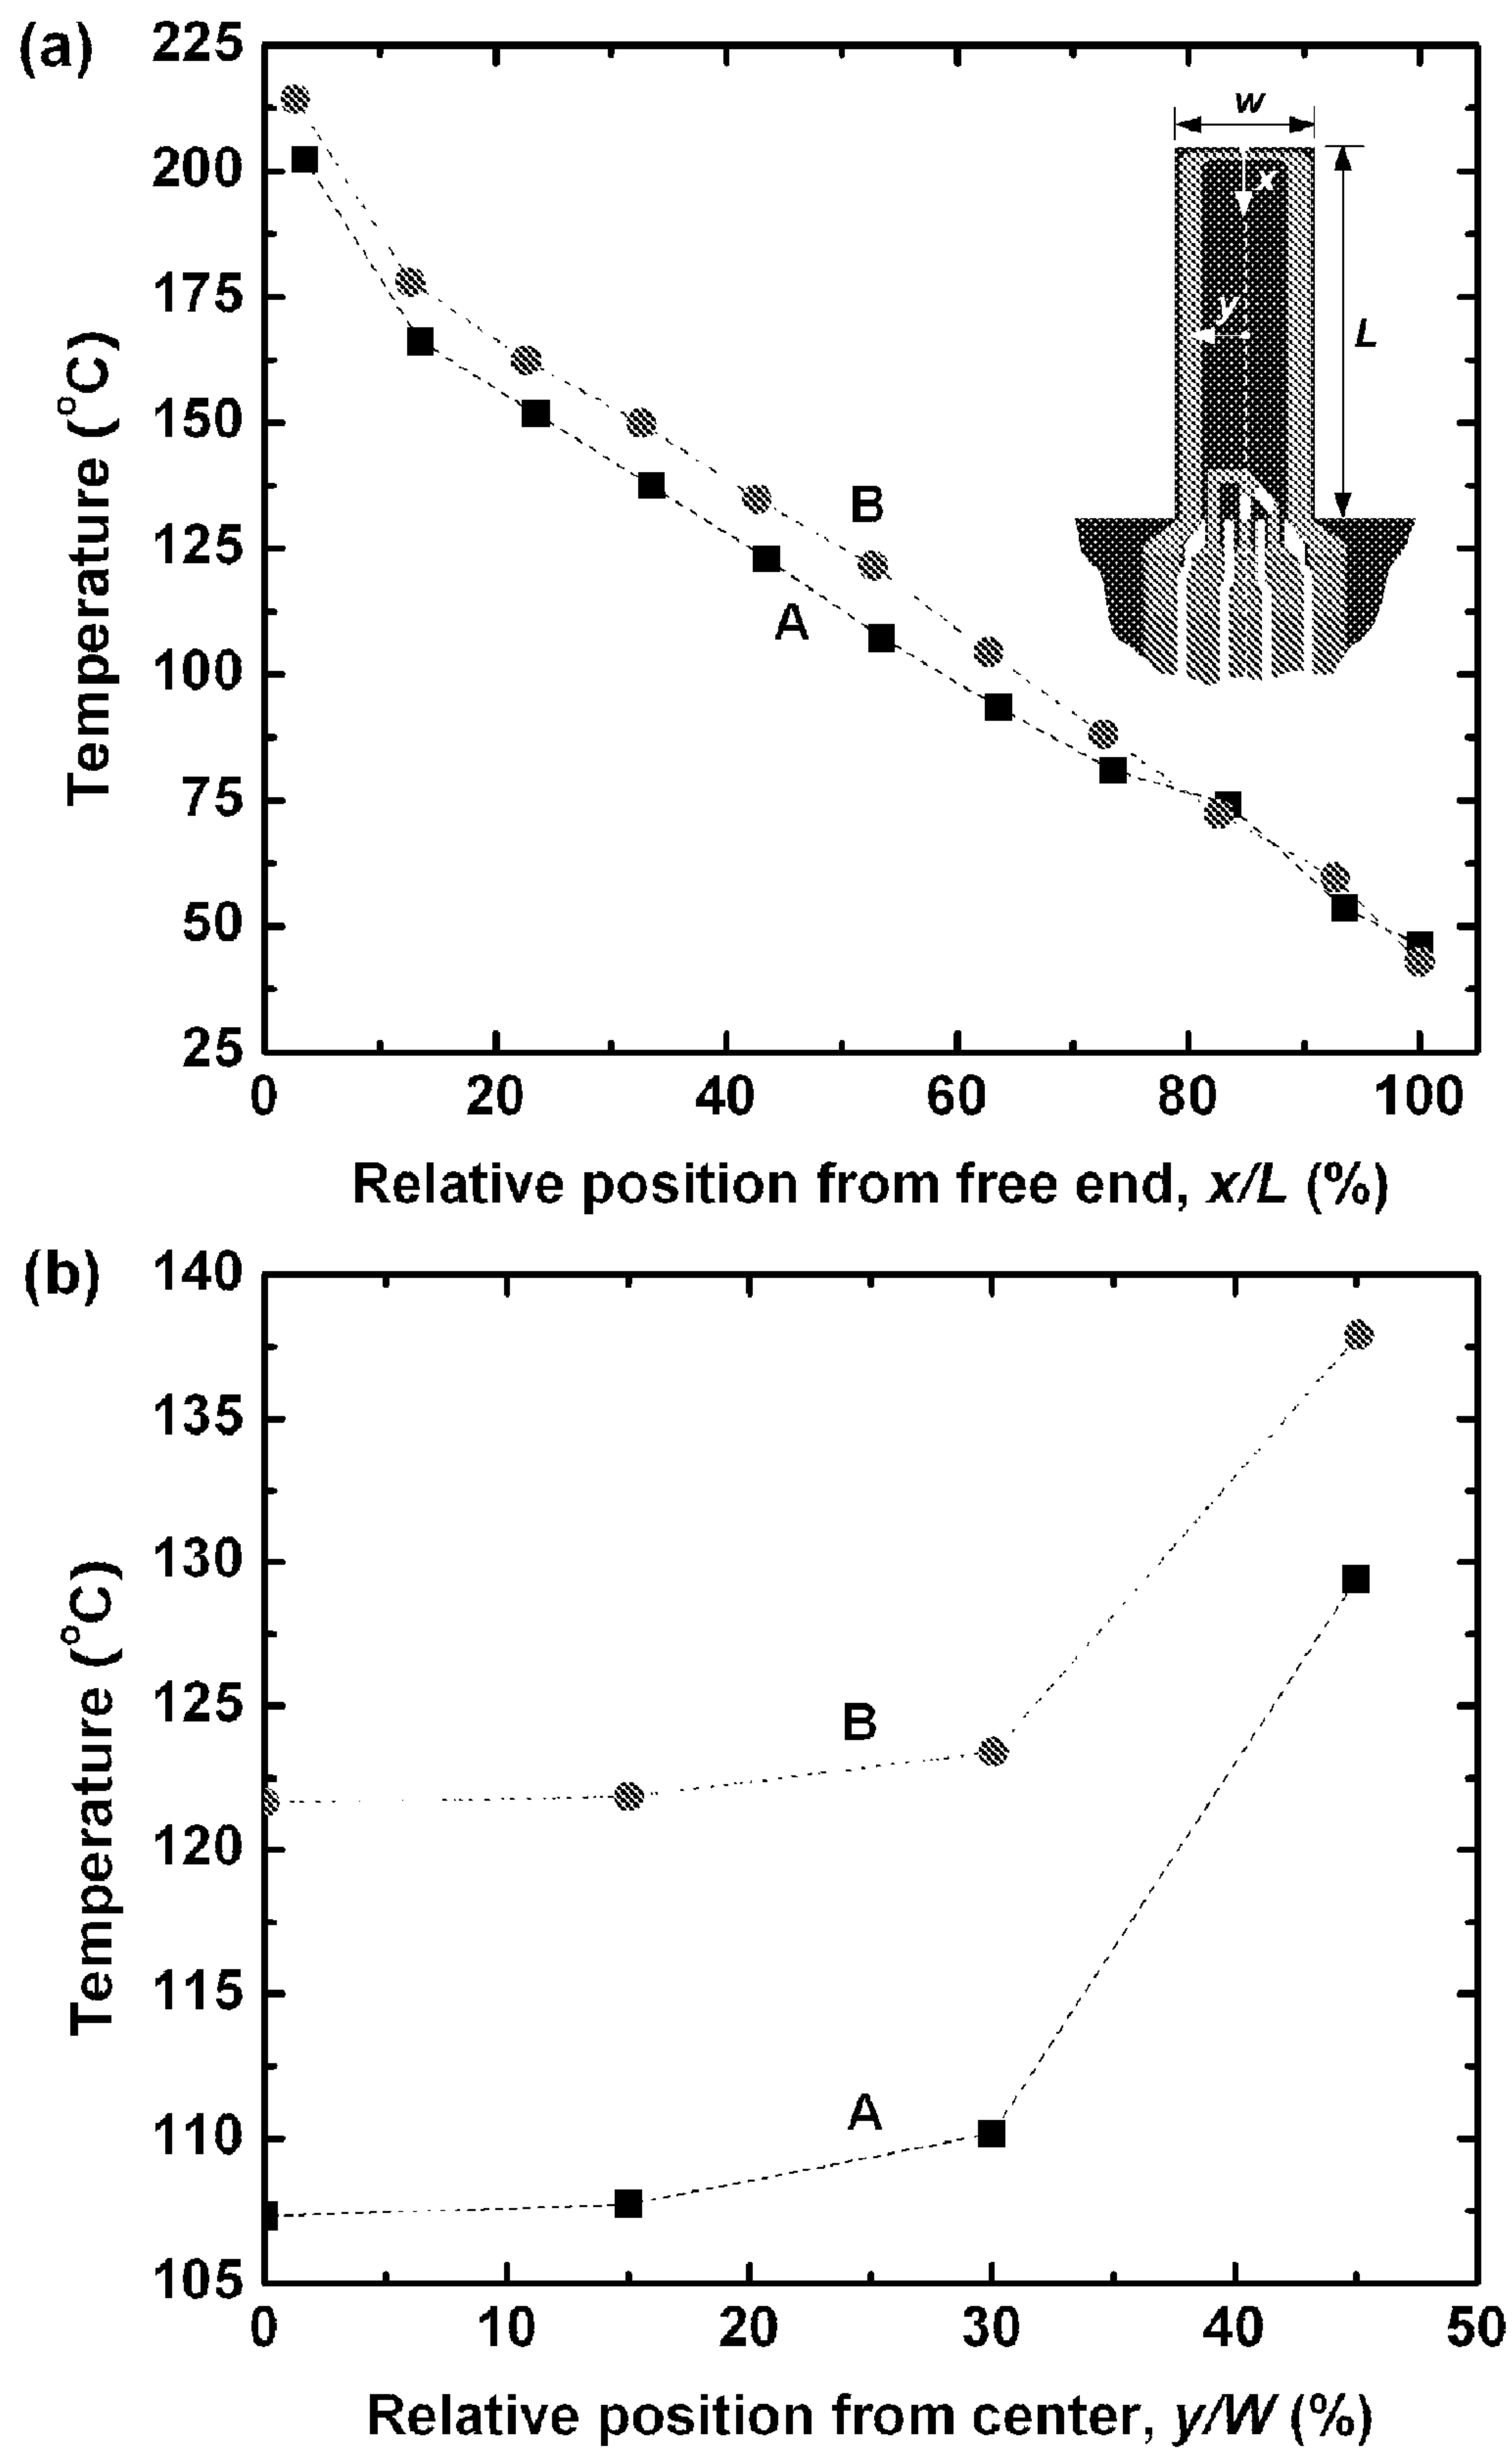 (a)
225
200
175
150
125
100
75
50
25
Temperature (°C)
w
x
y
L
B
A
0 20 40 60 80 100
Relative position from free end, x/L (%)
(b)
140
135
130
125
120
115
110
105
Temperature (°C)
B
A
0 10 20 30 40 50
Relative position from center, y/W (%)